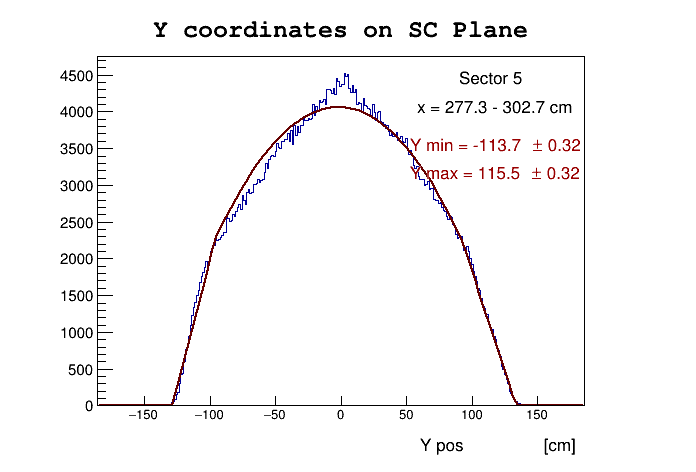 Y coordinates on SC Plane
Sector 5
x = 277.3 - 302.7 cm
Y min = -113.7 ± 0.32
Y max = 115.5 ± 0.32
4500
4000
3500
3000
2500
2000
1500
1000
500
0
−150 −100 −50 0 50 100 150
Y pos [cm]